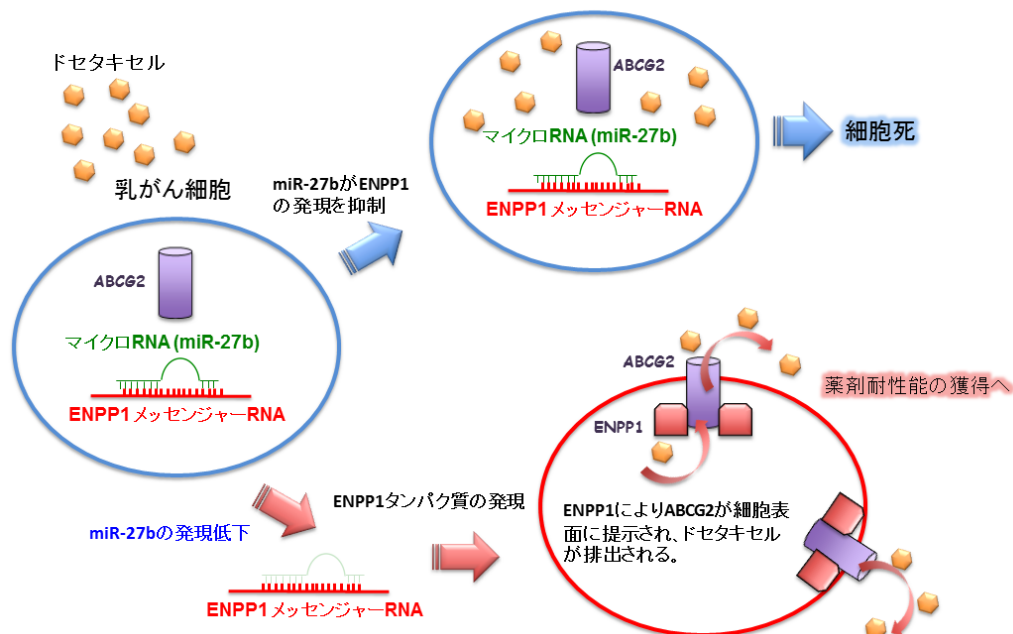 ドセタキセル
乳がん細胞
ABCG2
マイクロRNA (miR-27b)
ENPP1 メッセンジャーRNA
miR-27bがENPP1
の発現を抑制
ABCG2
マイクロRNA (miR-27b)
ENPP1 メッセンジャーRNA
細胞死
miR-27bの発現低下
ENPP1 メッセンジャーRNA
ENPP1タンパク質の発現
ABCG2
ENPP1
ENPP1によりABCG2が細胞表
面に提示され、ドセタキセル
が排出される。
薬剤耐性能の獲得へ